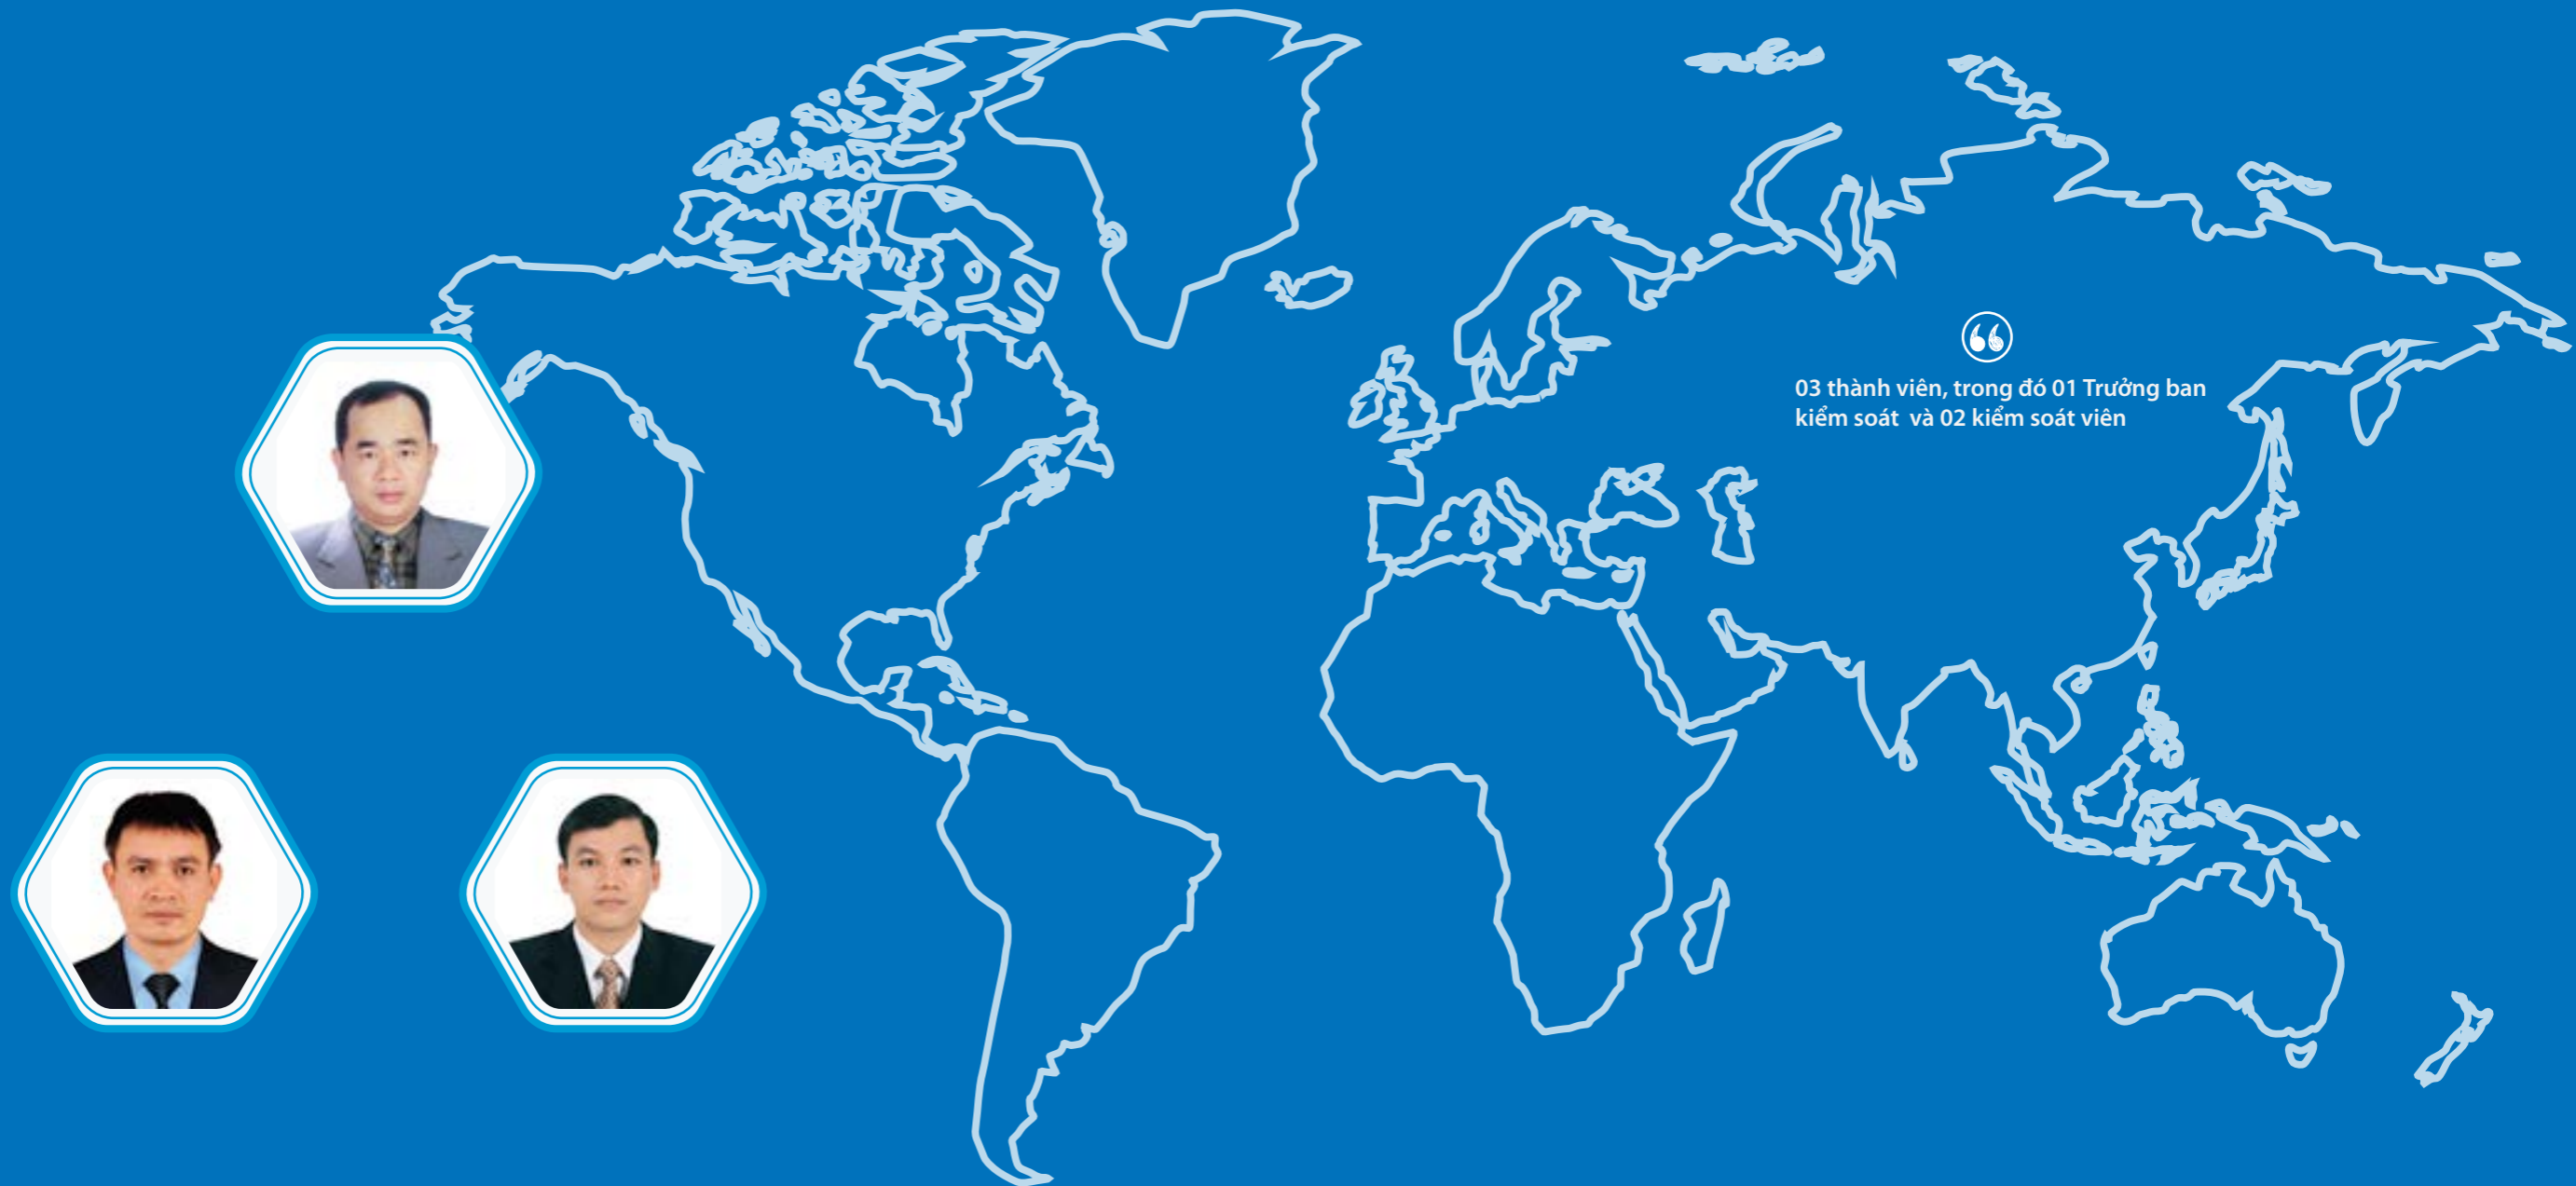 03 thành viên, trong đó 01 Trưởng ban
kiểm soát và 02 kiểm soát viên